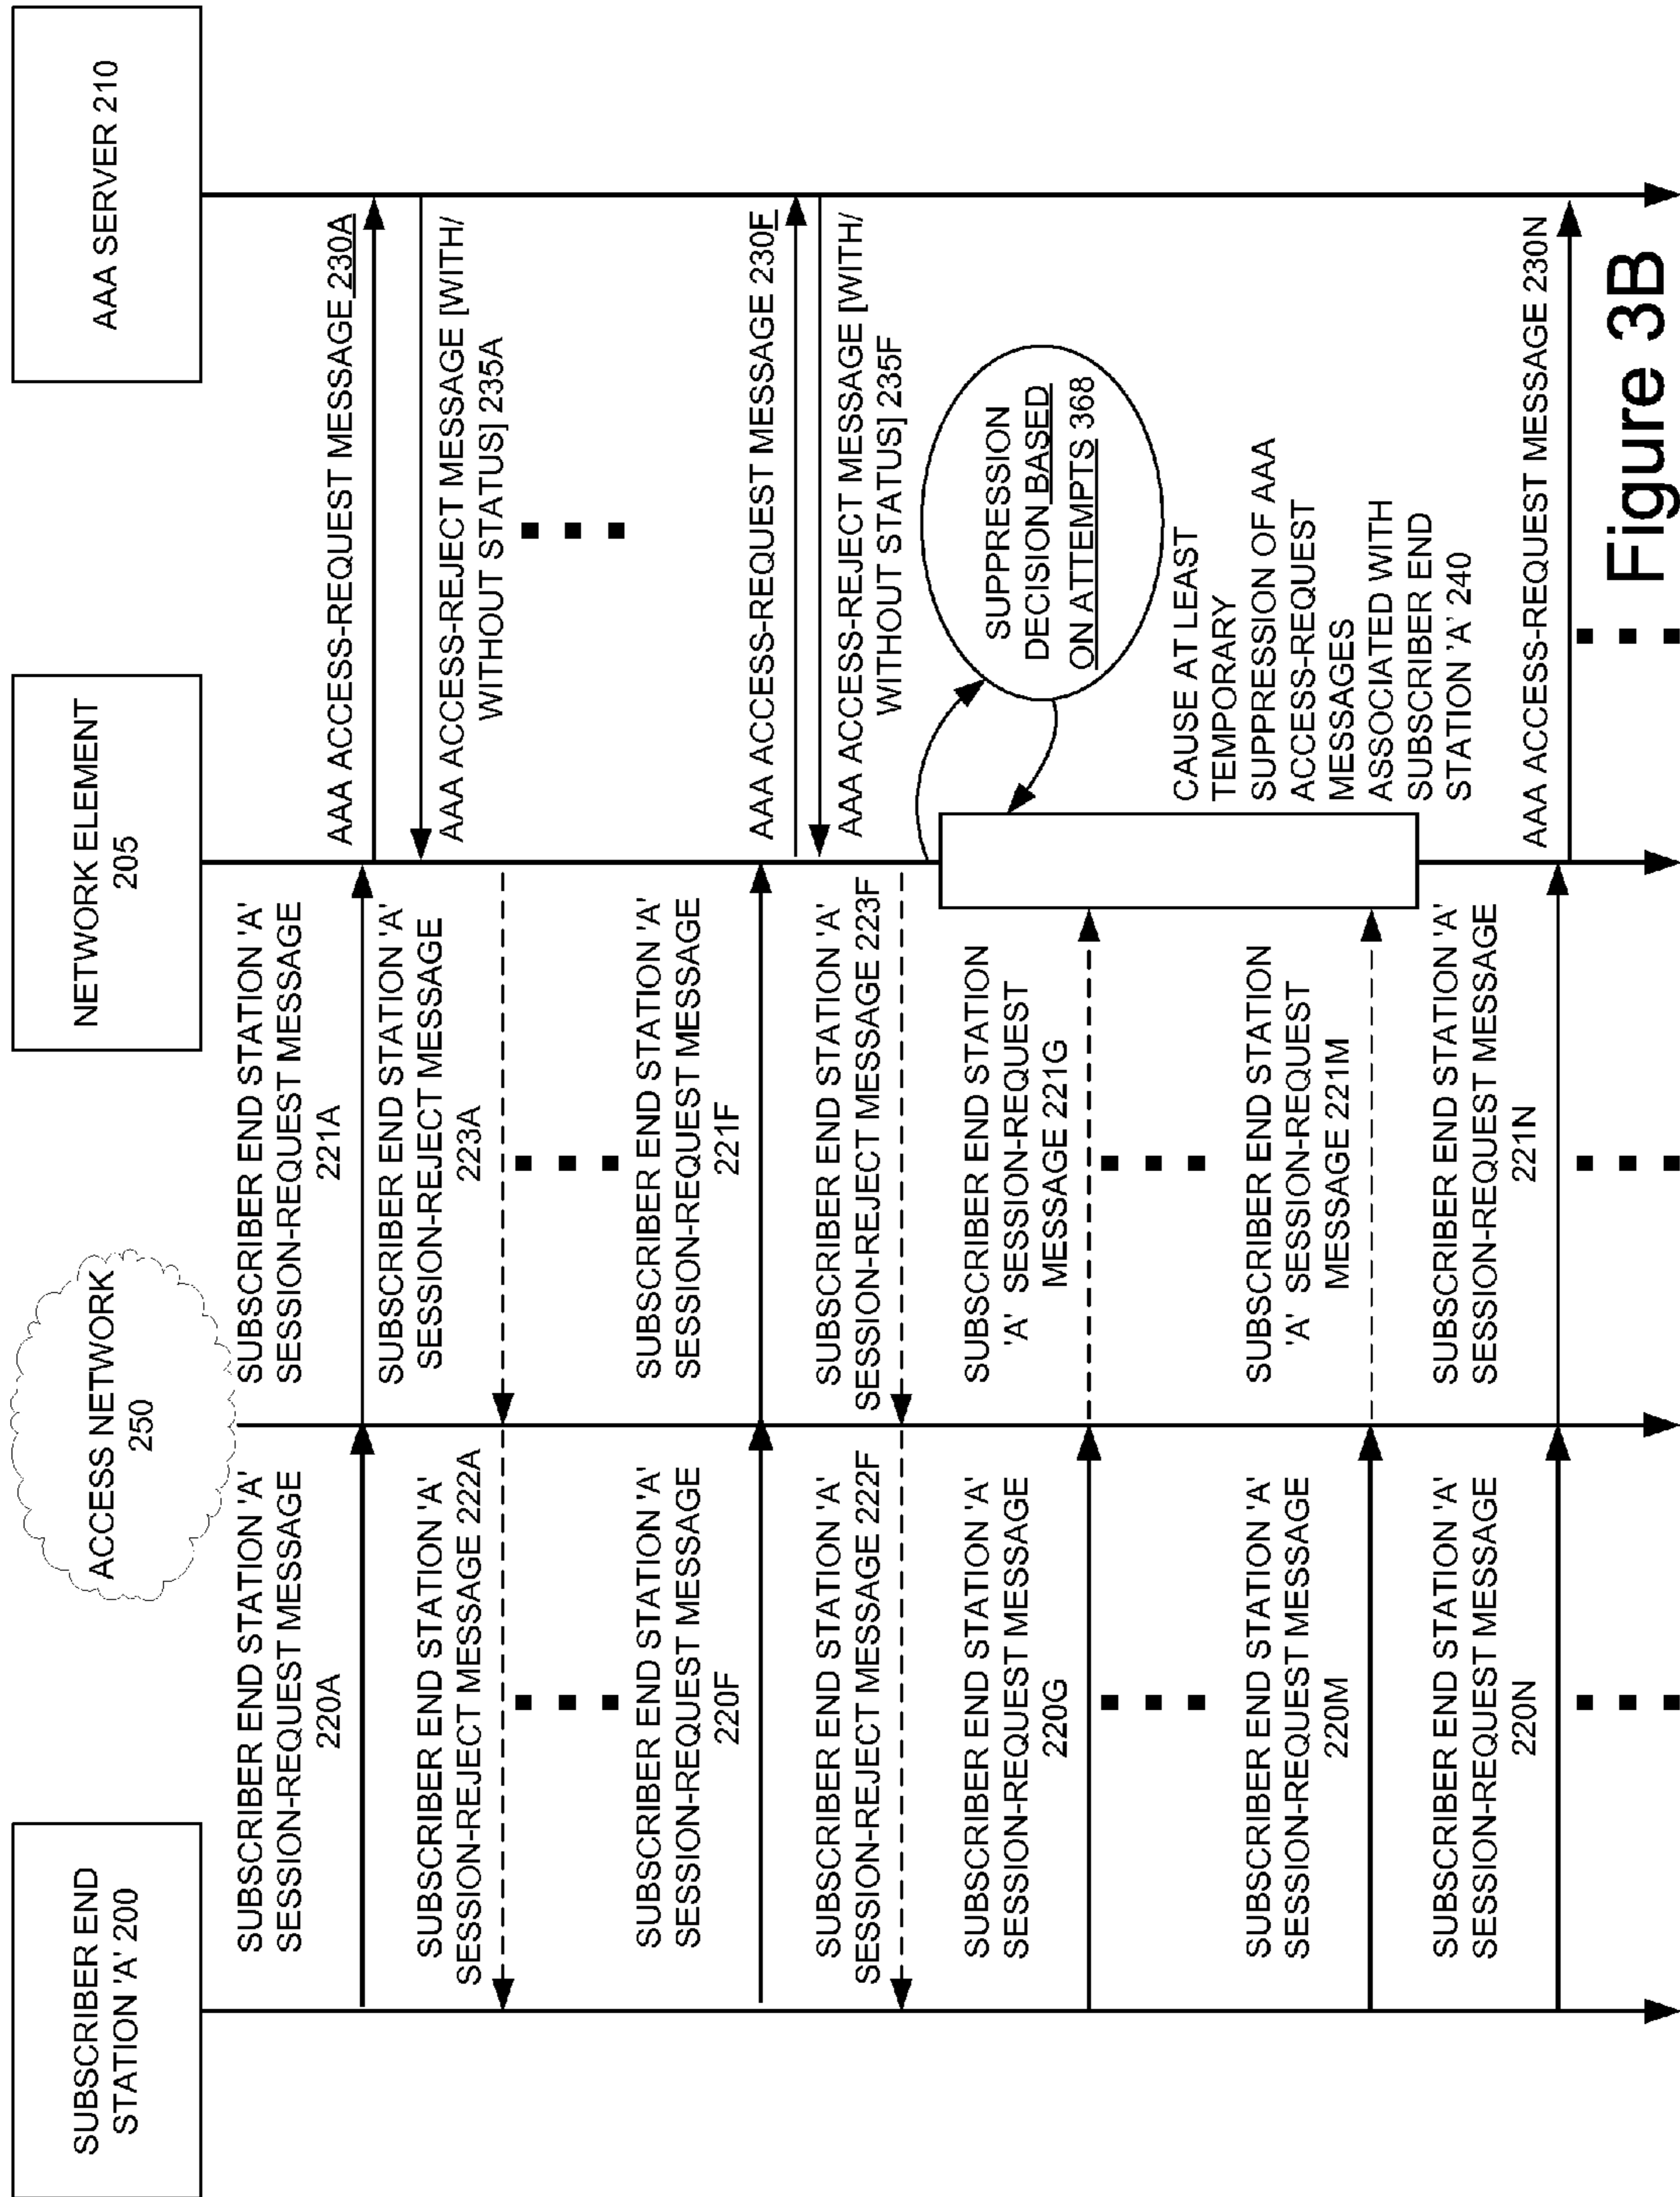 SUBSCRIBER END
STATION 'A' 200
ACCESS NETWORK
250
NETWORK ELEMENT
205
AAA SERVER 210
SUBSCRIBER END STATION 'A'
SESSION-REQUEST MESSAGE
220A
SUBSCRIBER END STATION 'A'
SESSION-REQUEST MESSAGE
221A
AAA ACCESS-REQUEST MESSAGE 230A
SUBSCRIBER END STATION 'A'
SESSION-REJECT MESSAGE 222A
SUBSCRIBER END STATION 'A'
SESSION-REJECT MESSAGE
223A
AAA ACCESS-REJECT MESSAGE [WITH/
WITHOUT STATUS] 235A
SUBSCRIBER END STATION 'A'
SESSION-REQUEST MESSAGE
220F
SUBSCRIBER END STATION 'A'
SESSION-REQUEST MESSAGE
221F
AAA ACCESS-REQUEST MESSAGE 230F
SUBSCRIBER END STATION 'A'
SESSION-REJECT MESSAGE 222F
SUBSCRIBER END STATION 'A'
SESSION-REJECT MESSAGE 223F
AAA ACCESS-REJECT MESSAGE [WITH/
WITHOUT STATUS] 235F
SUPPRESSION
DECISION BASED
ON ATTEMPTS 368
SUBSCRIBER END STATION 'A'
SESSION-REQUEST MESSAGE
220G
SUBSCRIBER END STATION
'A' SESSION-REQUEST
MESSAGE 221G
CAUSE AT LEAST
TEMPORARY
SUPPRESSION OF AAA
ACCESS-REQUEST
MESSAGES
ASSOCIATED WITH
SUBSCRIBER END
STATION 'A' 240
SUBSCRIBER END STATION 'A'
SESSION-REQUEST MESSAGE
220M
SUBSCRIBER END STATION
'A' SESSION-REQUEST
MESSAGE 221M
SUBSCRIBER END STATION 'A'
SESSION-REQUEST MESSAGE
220N
SUBSCRIBER END STATION 'A'
SESSION-REQUEST MESSAGE
221N
AAA ACCESS-REQUEST MESSAGE 230N
Figure 3B